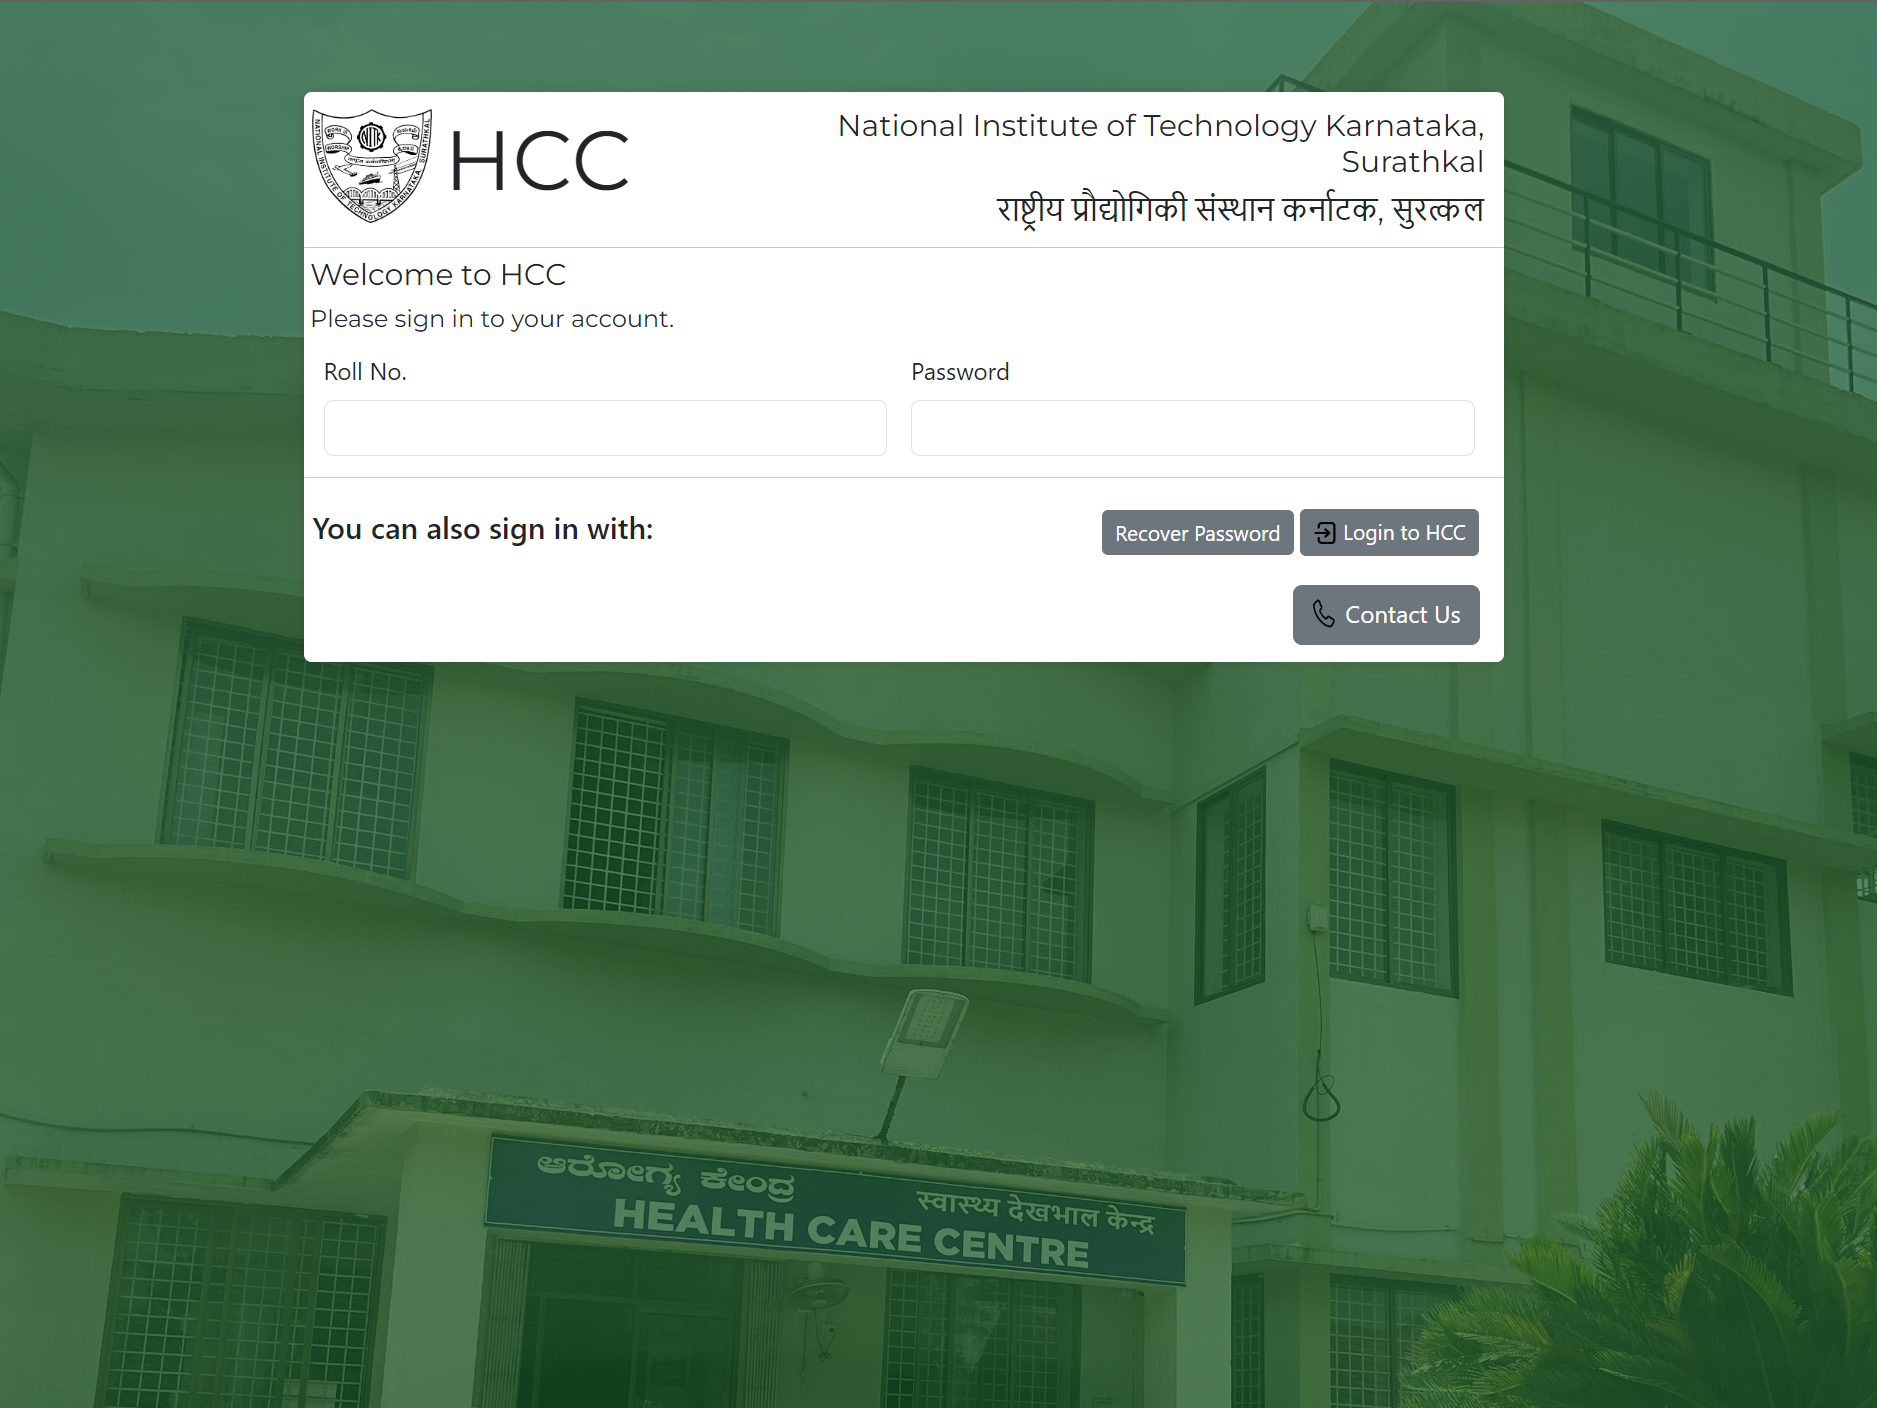 HCC
National Institute of Technology Karnataka,
Surathkal
राष्ट्रीय प्रौद्योगिकी संस्थान कर्नाटक, सुरत्कल
Welcome to HCC
Please sign in to your account.
Roll No.
Password
You can also sign in with:
Recover Password
Login to HCC
Contact Us
ಆರೋಗ್ಯ ಕೇಂದ್ರ
स्वास्थ्य देखभाल केन्द्र
HEALTH CARE CENTRE